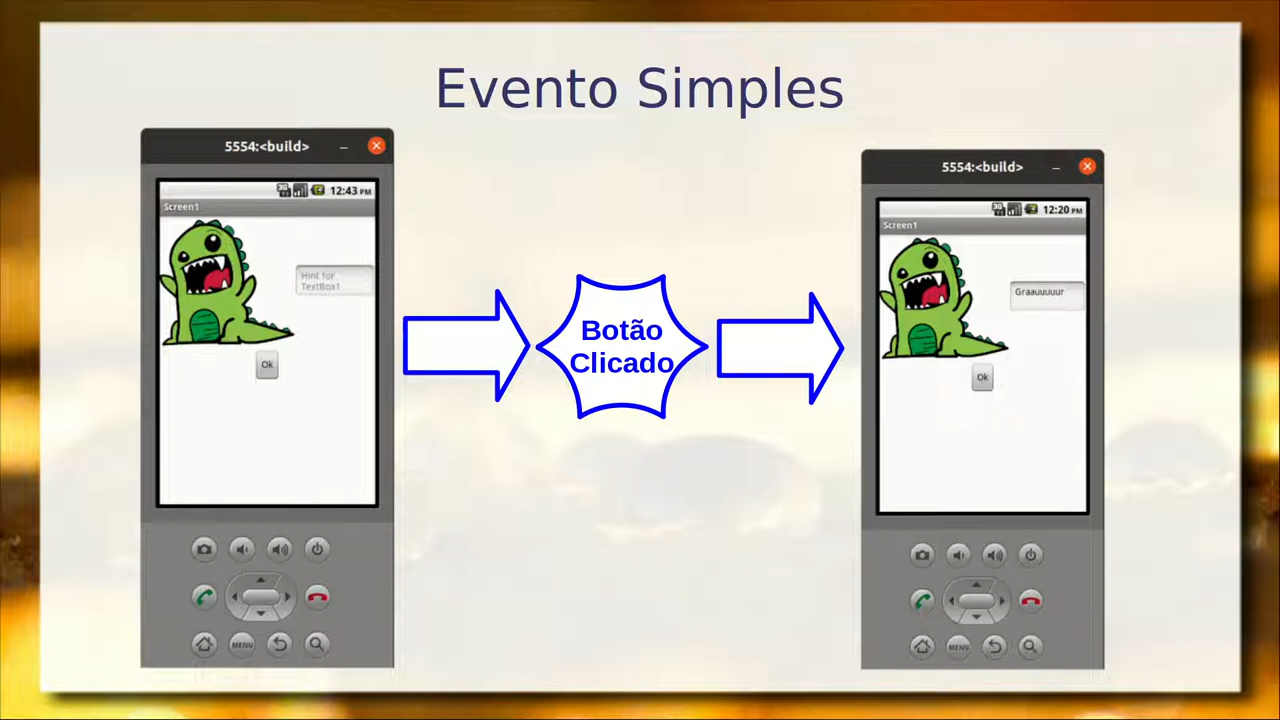 Evento Simples
5554:<build>
12:43 PM
Screen1
Hint for
TextBox1
Ok
MENU
Botão
Clicado
5554:<build>
12:20 PM
Screen1
Graauuuuur
Ok
MENU